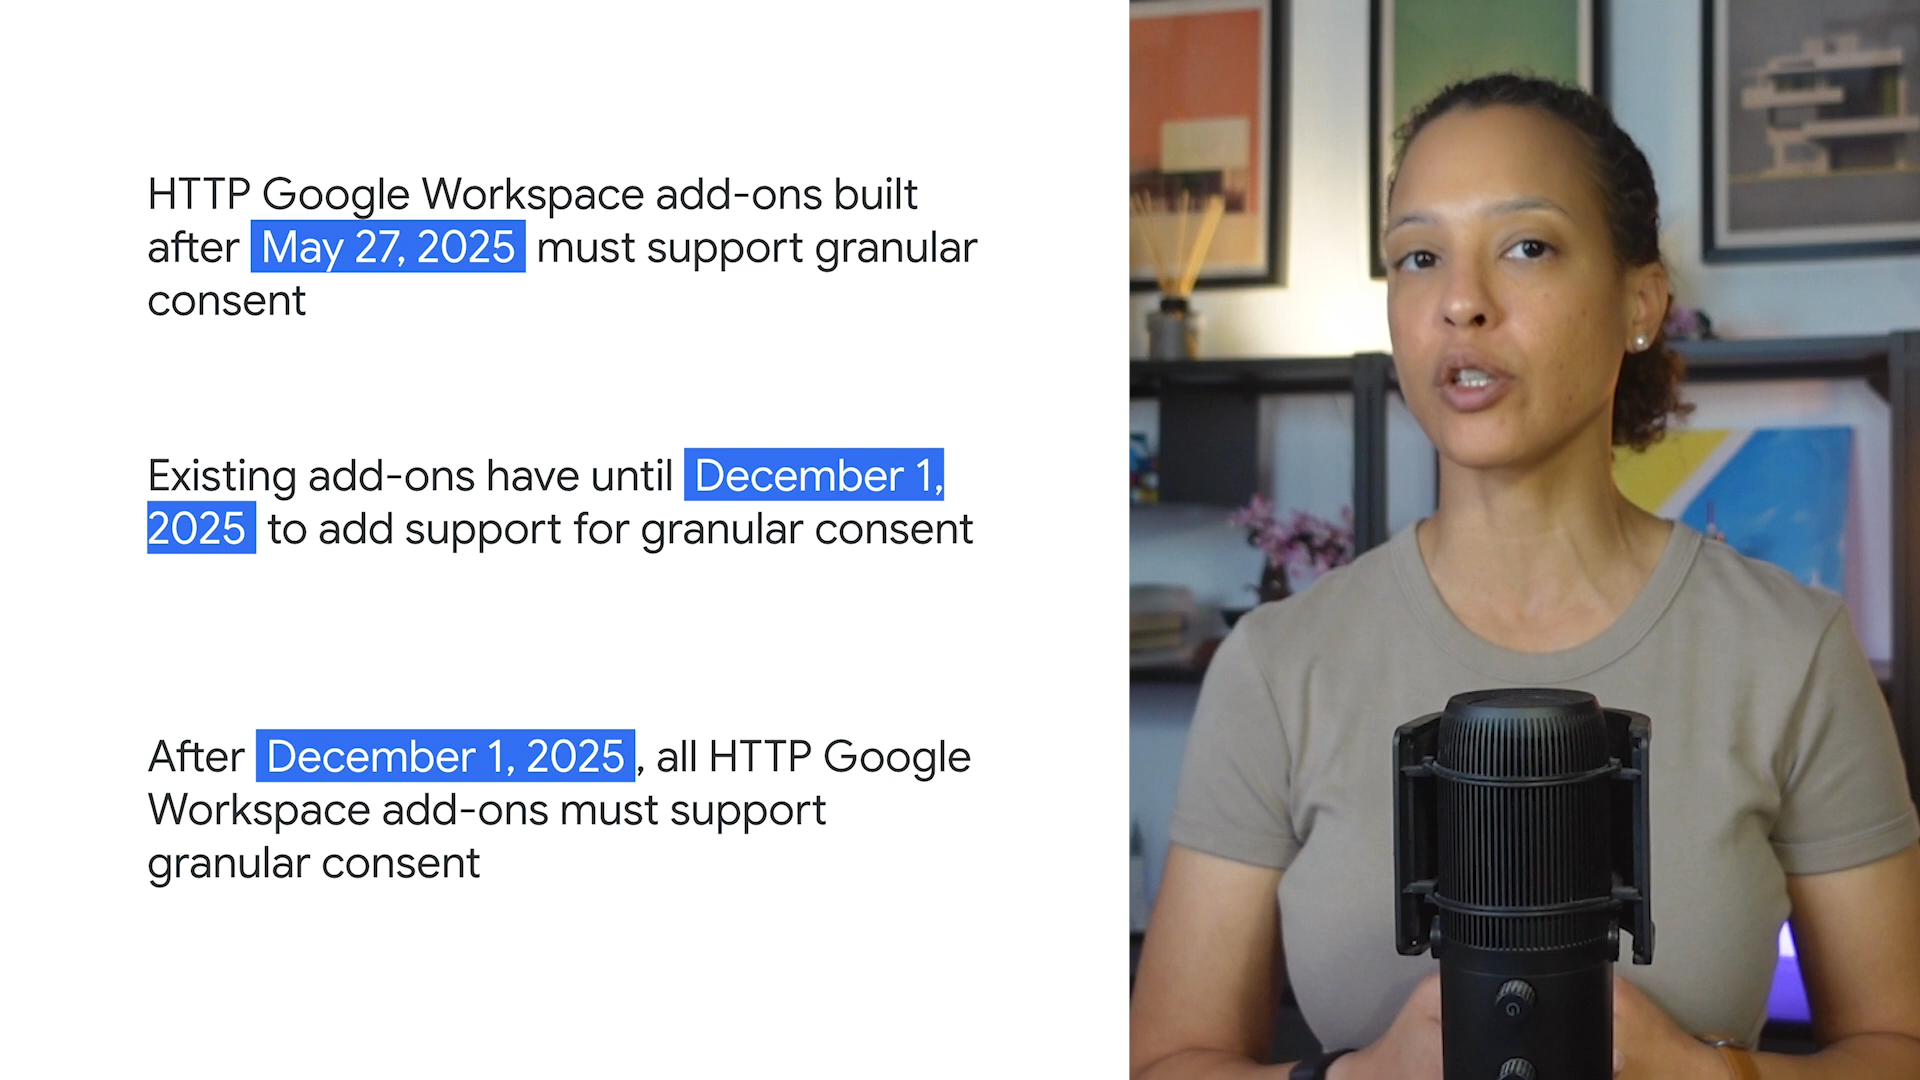 HTTP Google Workspace add-ons built
after May 27, 2025 must support granular
consent
Existing add-ons have until December 1,
2025 to add support for granular consent
After December 1, 2025, all HTTP Google
Workspace add-ons must support
granular consent